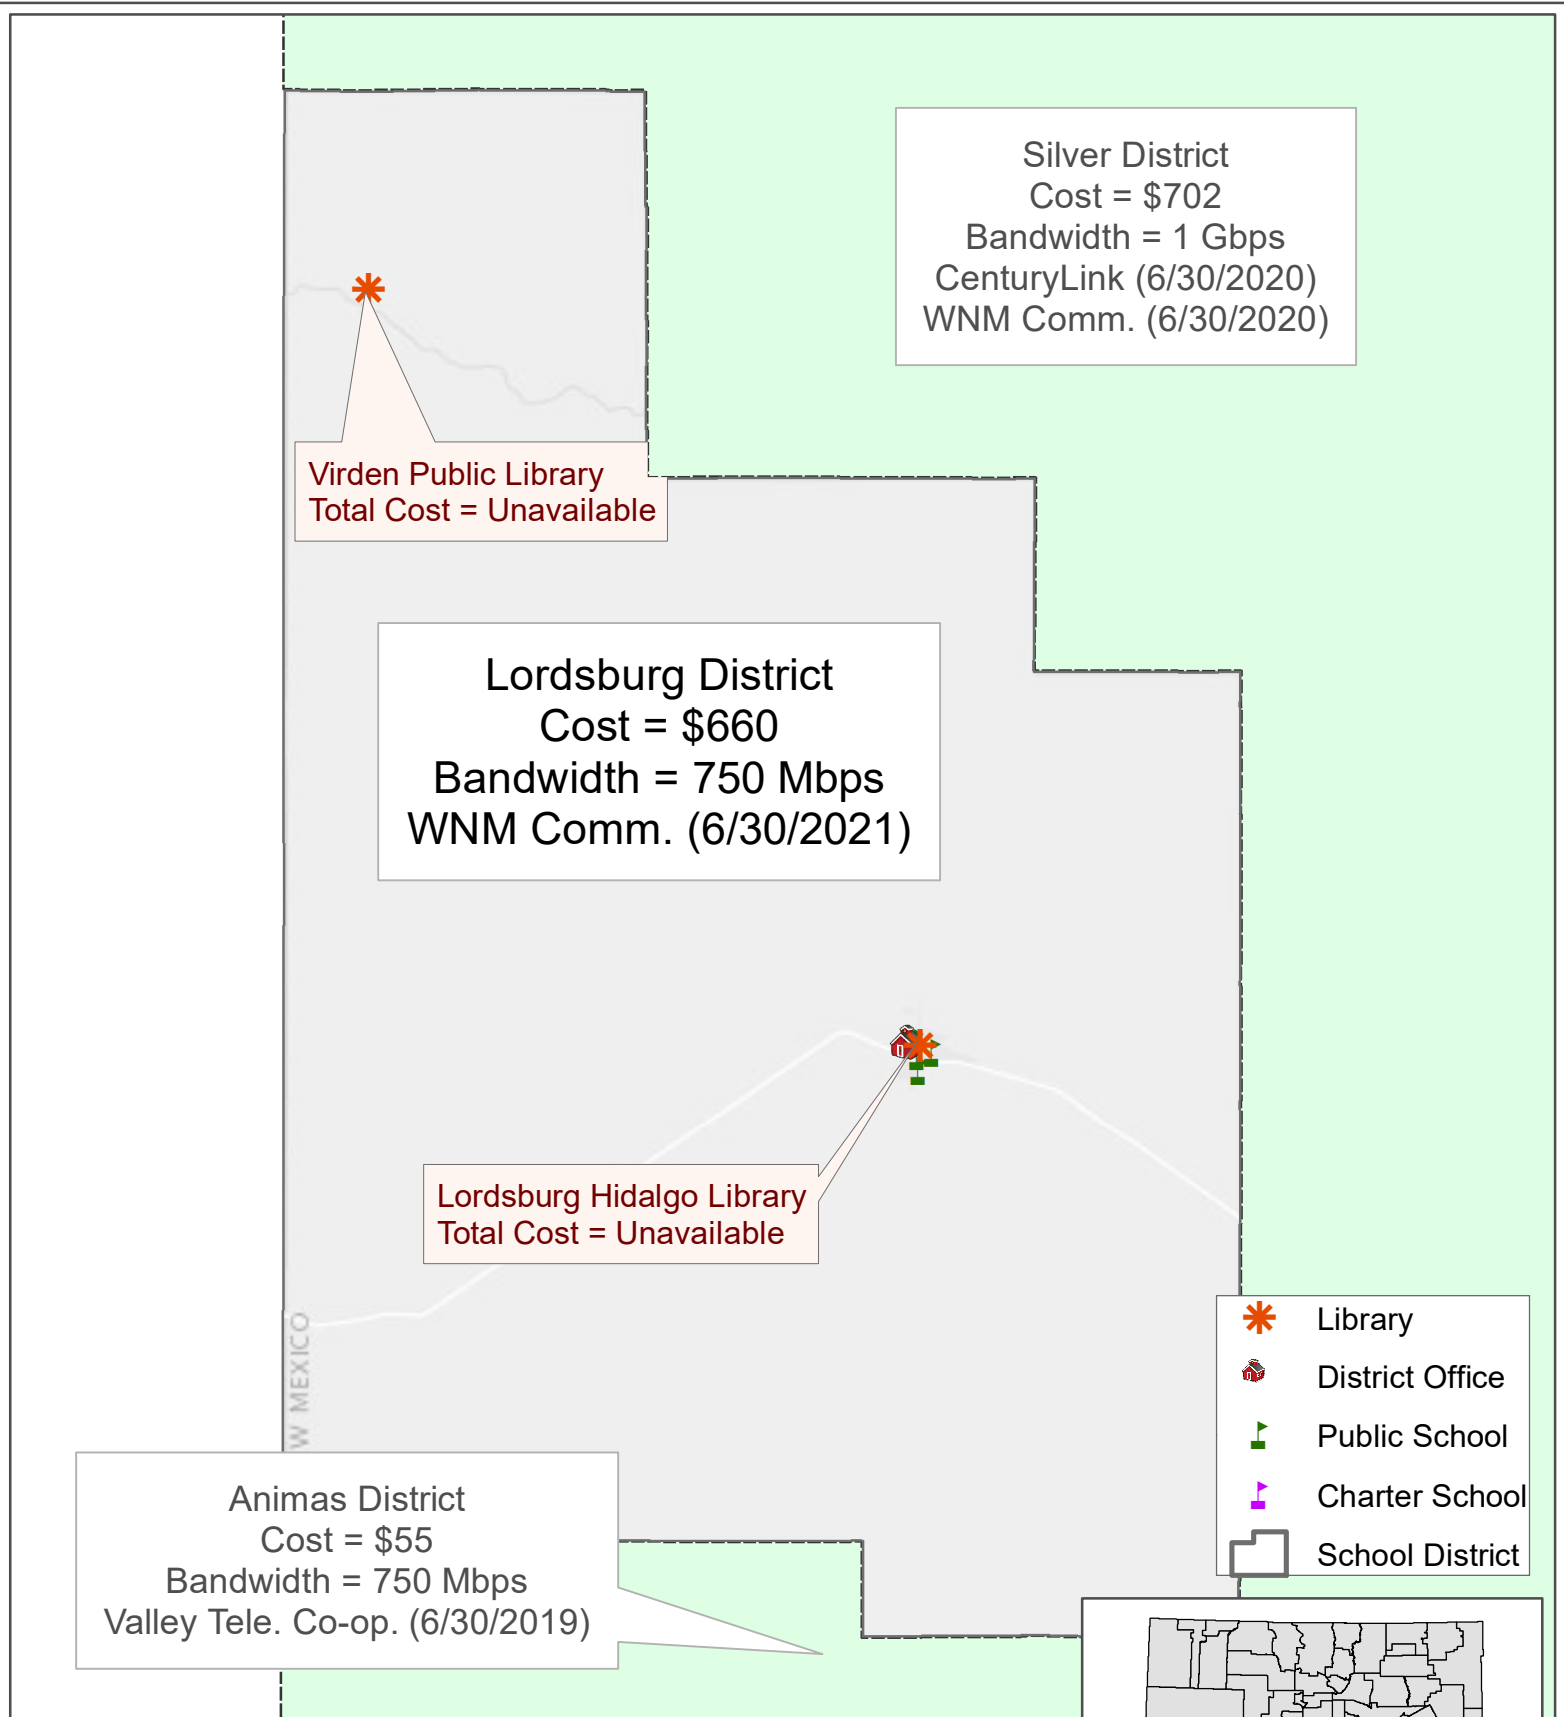 Silver District
Cost = $702
Bandwidth = 1 Gbps
CenturyLink (6/30/2020)
WNM Comm. (6/30/2020)
Virden Public Library
Total Cost = Unavailable
Lordsburg District
Cost = $660
Bandwidth = 750 Mbps
WNM Comm. (6/30/2021)
Lordsburg Hidalgo Library
Total Cost = Unavailable
W MEXICO
Library
District Office
Public School
Charter School
School District
Animas District
Cost = $55
Bandwidth = 750 Mbps
Valley Tele. Co-op. (6/30/2019)